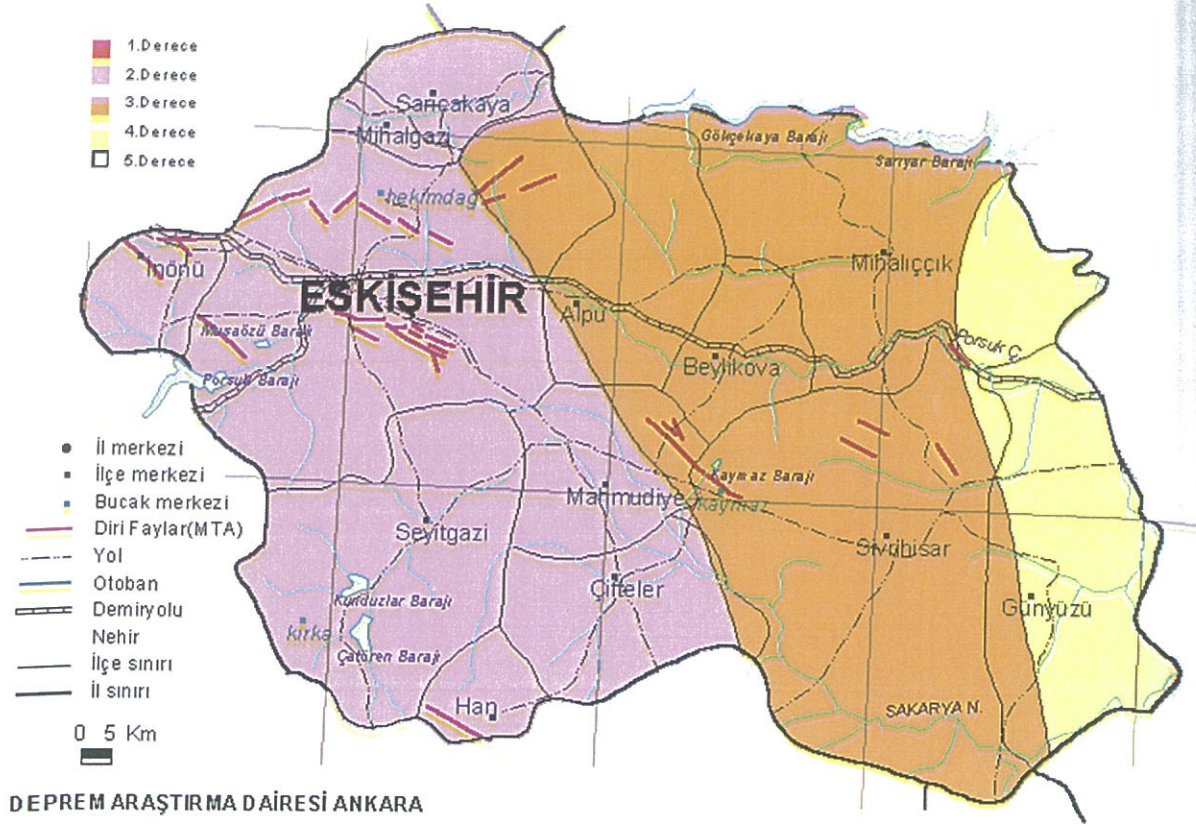 1.Derece
2.Derece
3.Derece
4.Derece
5.Derece
Sarıcakaya
Mihalgazi
Gökçekaya Barajı
Sarıyar Barajı
hekimdağ
İnönü
Mihalıççık
ESKİŞEHİR
Alpu
Musaözü Barajı
Porsuk Ç.
Beylikova
Porsuk Barajı
İl merkezi
İlçe merkezi
Bucak merkezi
Diri Faylar(MTA)
Yol
Otoban
Demiryolu
Nehir
İlçe sınırı
İl sınırı
Kaymaz Barajı
Mahmudiye
kaymaz
Seyitgazi
Sivrihisar
Çifteler
Kunduzlar Barajı
Günyüzü
kırka
Çatören Barajı
Han
SAKARYA N.
0 5 Km
DEPREM ARAŞTIRMA DAİRESİ ANKARA